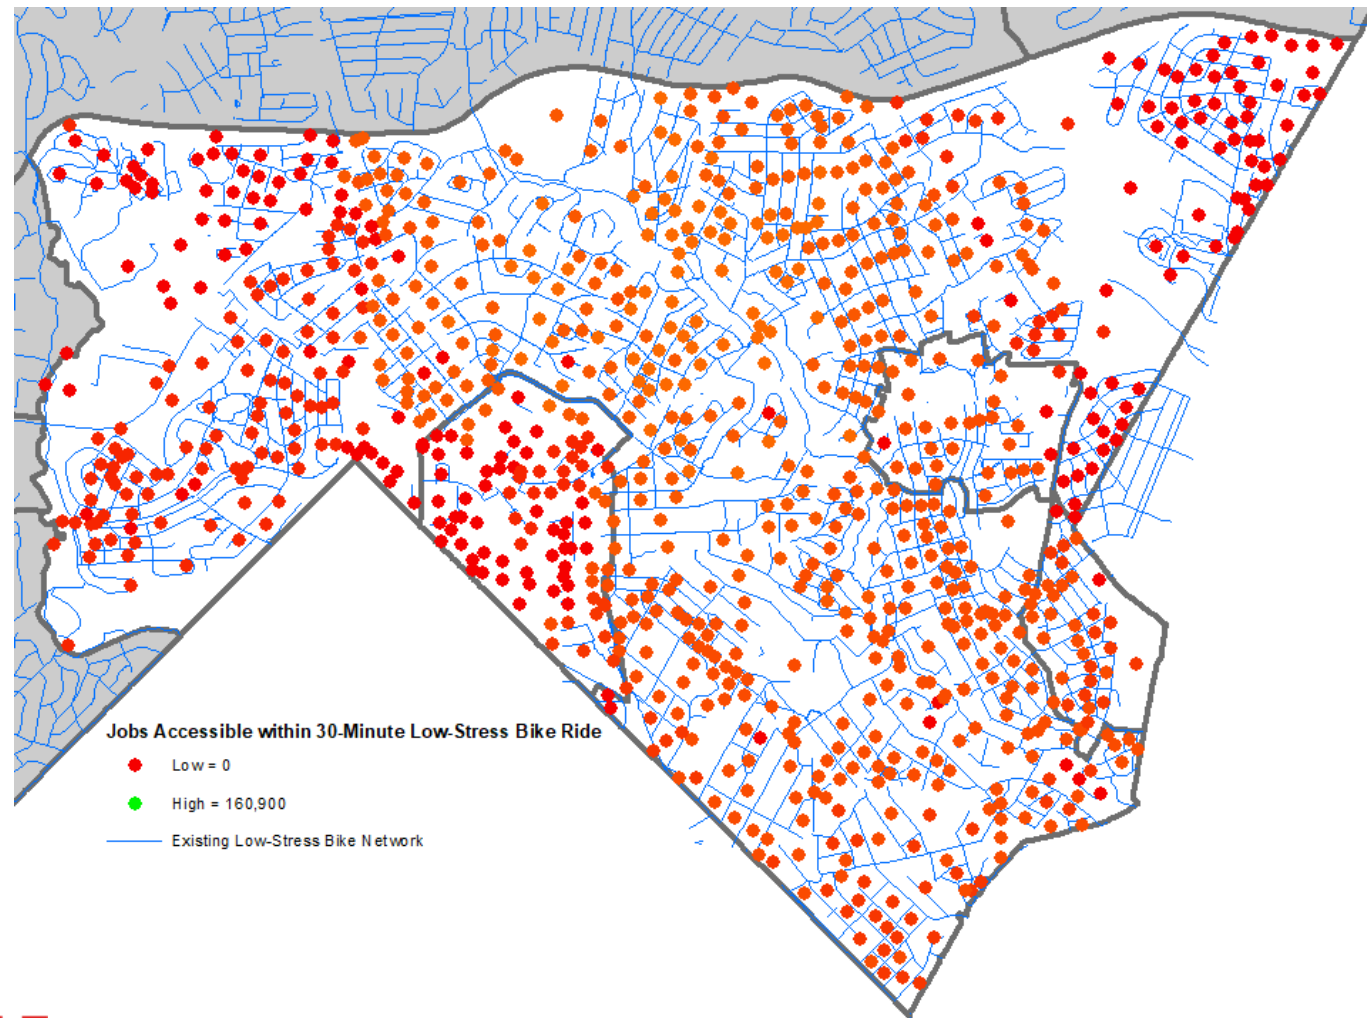 Jobs Accessible within 30-Minute Low-Stress Bike Ride
Low = 0
High = 160,900
Existing Low-Stress Bike Network